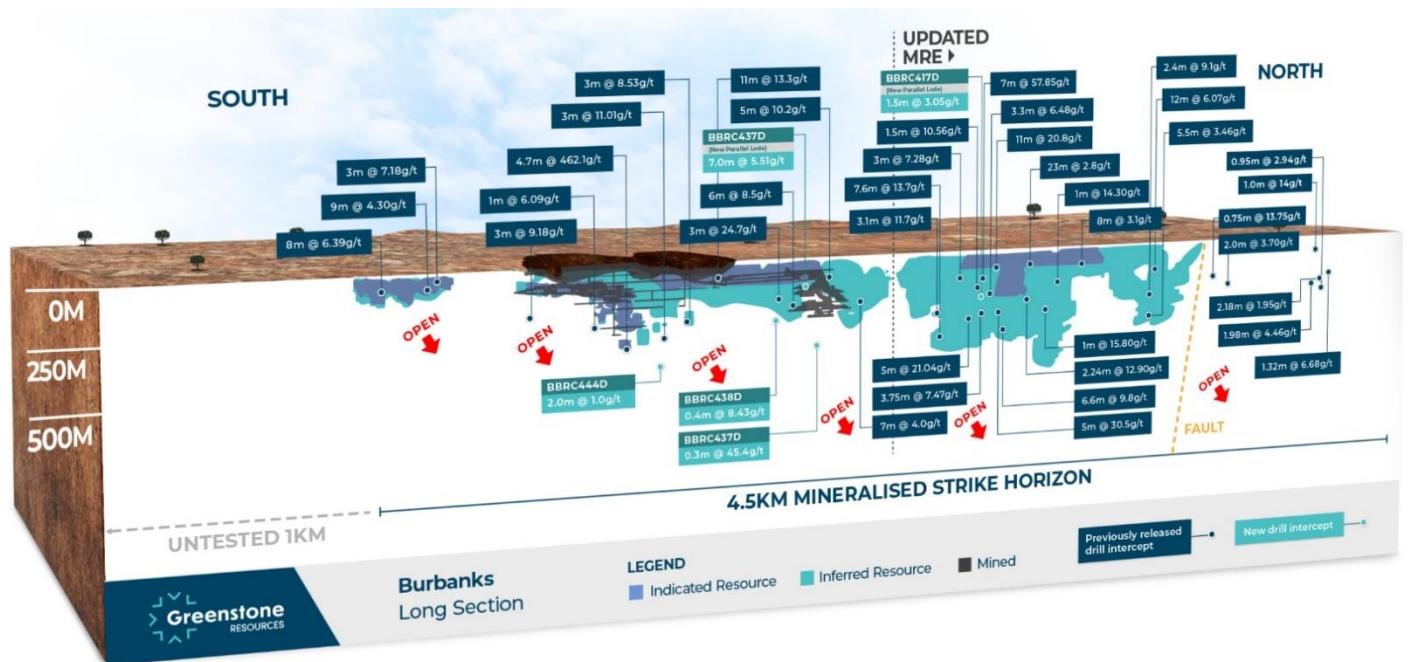 SOUTH
UPDATED
MRE
NORTH
3m @ 7.18g/t
9m @ 4.30g/t
8m @ 6.39g/t
3m @ 8.53g/t
3m @ 11.01g/t
4.7m @ 462.1g/t
1m @ 6.09g/t
3m @ 9.18g/t
11m @ 13.3g/t
5m @ 10.2g/t
BBRC437D
(New Parallel Lode)
7.0m @ 5.51g/t
6m @ 8.5g/t
3m @ 24.7g/t
BBRC417D
(New Parallel Lode)
1.5m @ 3.05g/t
1.5m @ 10.56g/t
3m @ 7.28g/t
7.6m @ 13.7g/t
3.1m @ 11.7g/t
7m @ 57.85g/t
3.3m @ 6.48g/t
11m @ 20.8g/t
23m @ 2.8g/t
1m @ 14.30g/t
8m @ 3.1g/t
2.4m @ 9.1g/t
12m @ 6.07g/t
5.5m @ 3.46g/t
0.95m @ 2.94g/t
1.0m @ 14g/t
0.75m @ 13.75g/t
2.0m @ 3.70g/t
0M
250M
500M
OPEN
OPEN
OPEN
OPEN
OPEN
OPEN
BBRC444D
2.0m @ 1.0g/t
BBRC438D
0.4m @ 8.43g/t
BBRC437D
0.3m @ 45.4g/t
5m @ 21.04g/t
3.75m @ 7.47g/t
7m @ 4.0g/t
1m @ 15.80g/t
2.24m @ 12.90g/t
6.6m @ 9.8g/t
5m @ 30.5g/t
2.18m @ 1.95g/t
1.98m @ 4.46g/t
1.32m @ 6.68g/t
FAULT
4.5KM MINERALISED STRIKE HORIZON
UNTESTED 1KM
Greenstone
RESOURCES
Burbanks
Long Section
LEGEND
Indicated Resource
Inferred Resource
Mined
Previously released
drill intercept
New drill intercept